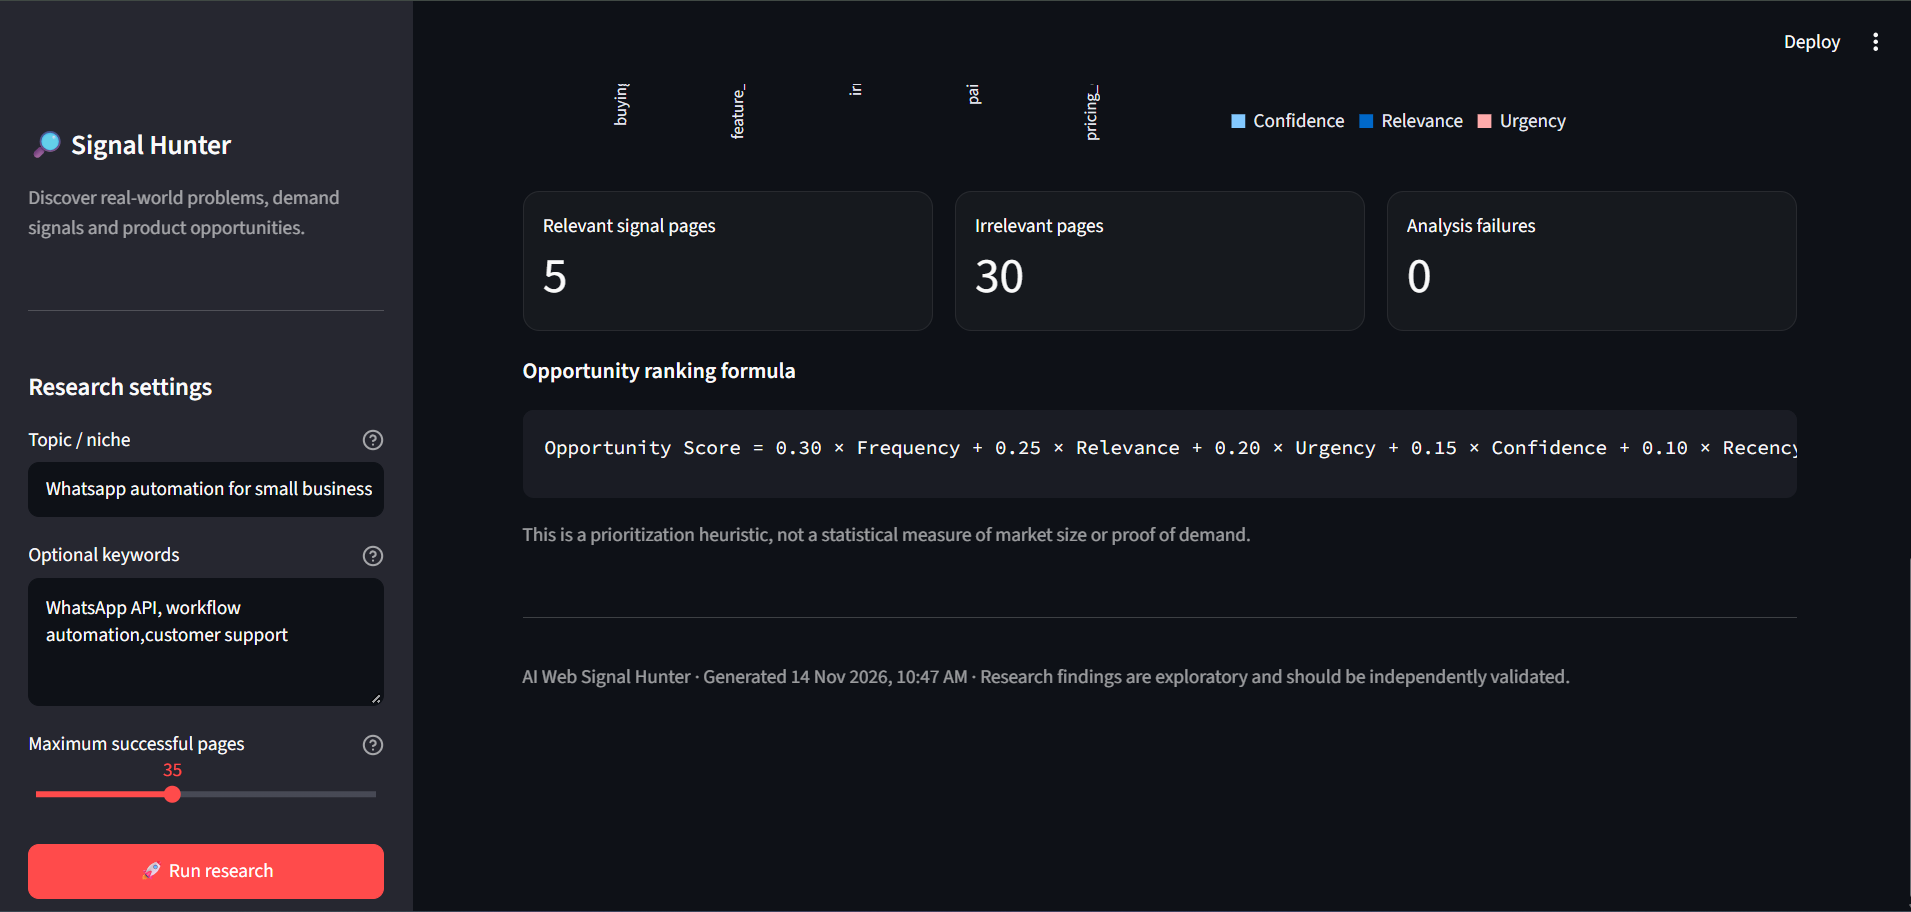 Deploy
Signal Hunter
Discover real-world problems, demand
signals and product opportunities.
Research settings
Topic / niche
Whatsapp automation for small business
Optional keywords
WhatsApp API, workflow
automation,customer support
Maximum successful pages
35
Run research
buying
feature_
pai
pricing_
Confidence
Relevance
Urgency
Relevant signal pages
5
Irrelevant pages
30
Analysis failures
0
Opportunity ranking formula
Opportunity Score = 0.30 × Frequency + 0.25 × Relevance + 0.20 × Urgency + 0.15 × Confidence + 0.10 × Recency
This is a prioritization heuristic, not a statistical measure of market size or proof of demand.
AI Web Signal Hunter · Generated 14 Nov 2026, 10:47 AM · Research findings are exploratory and should be independently validated.